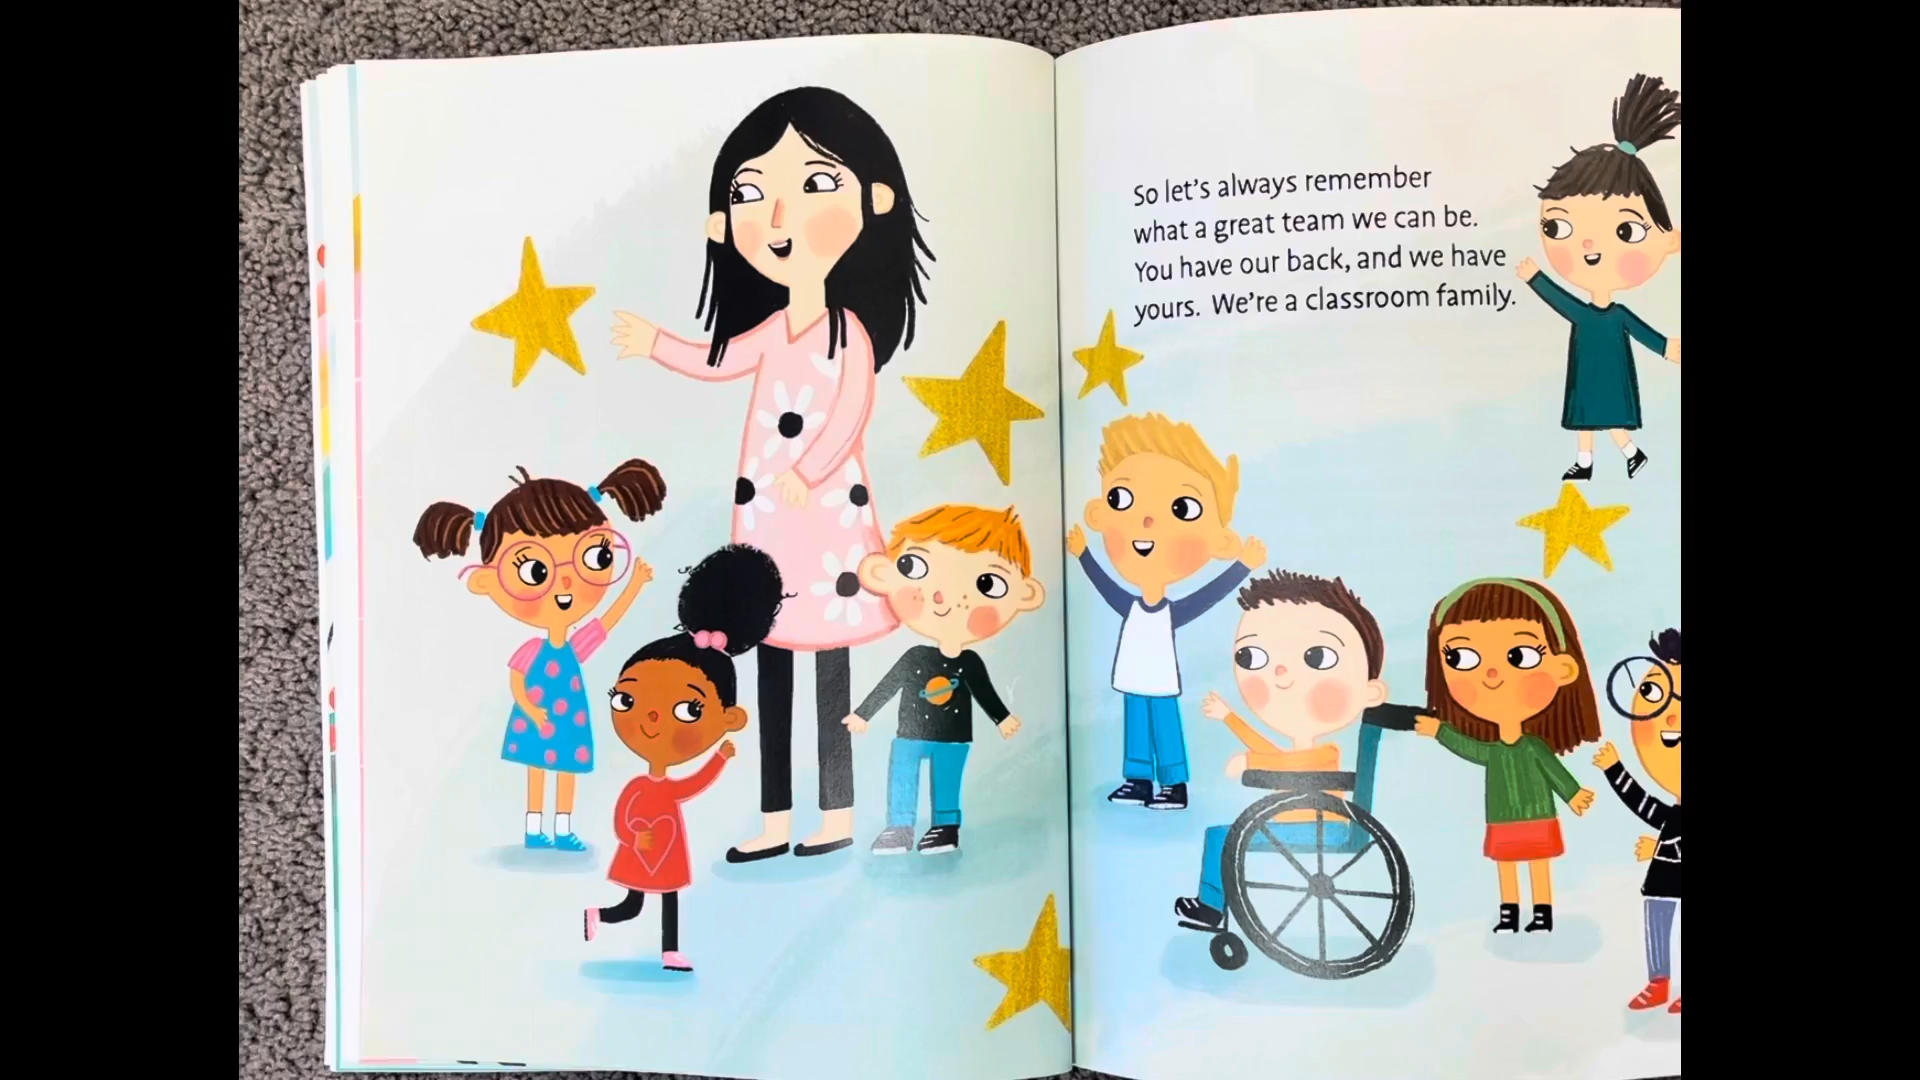 So let's always remember
what a great team we can be.
You have our back, and we have
yours. We're a classroom family.